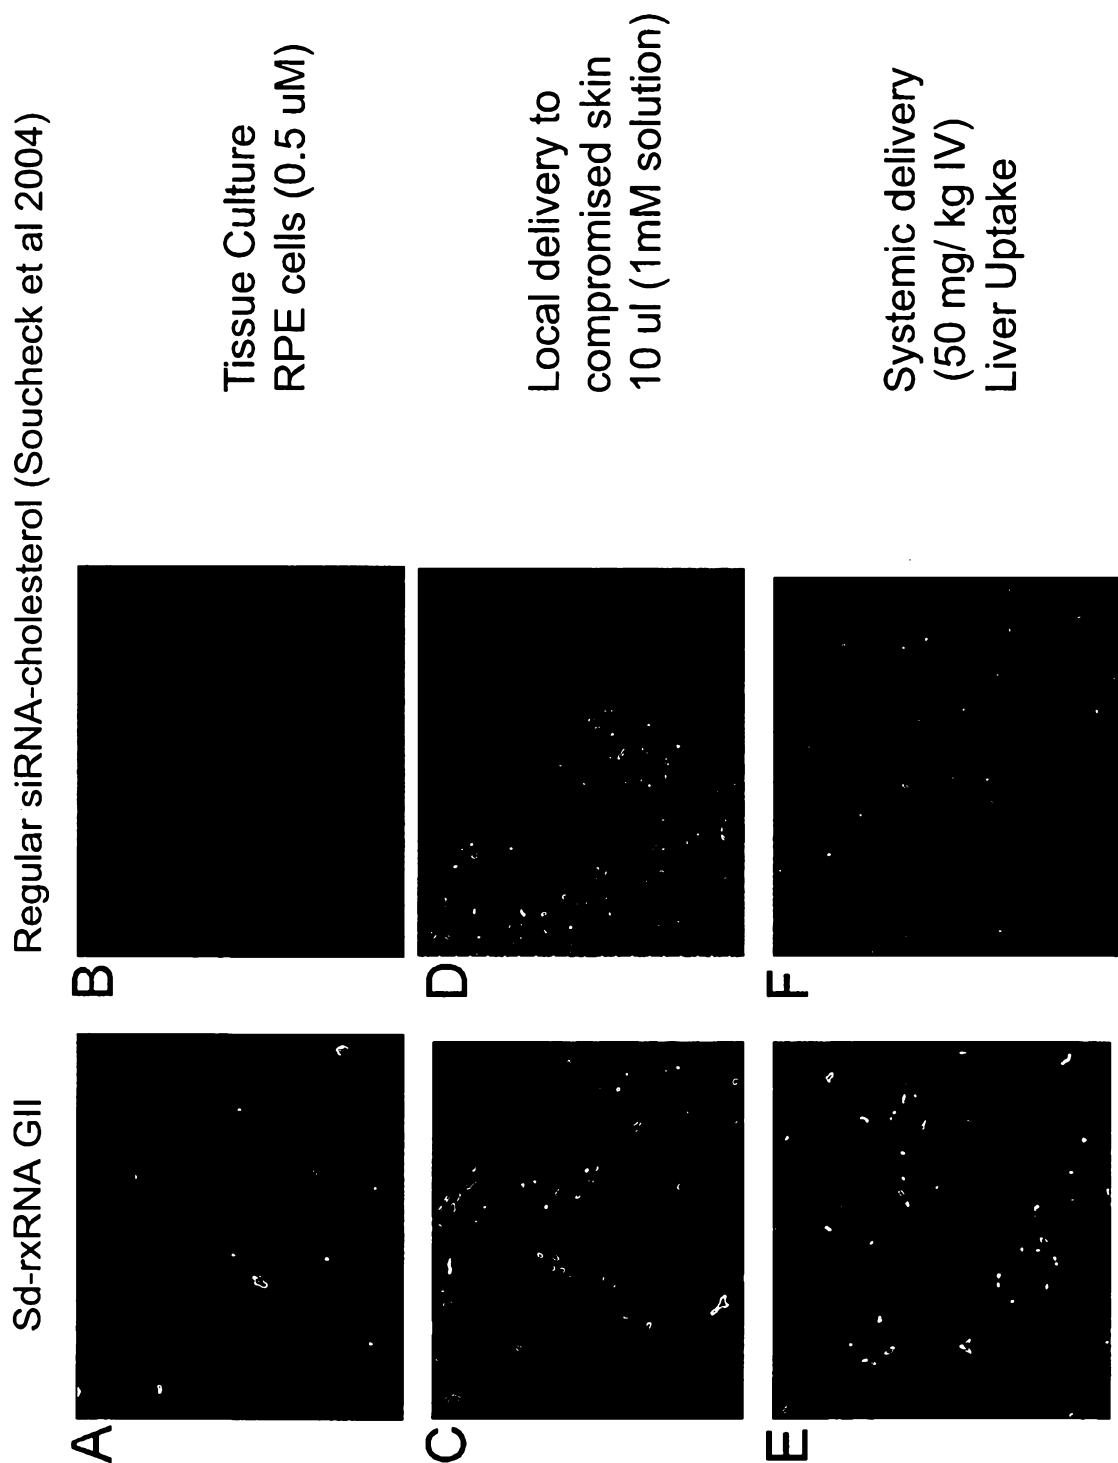 Sd-rxRNA GII
Regular siRNA-cholesterol (Soucheck et al 2004)
A
B
Tissue Culture
RPE cells (0.5 uM)
C
D
Local delivery to
compromised skin
10 ul (1mM solution)
E
F
Systemic delivery
(50 mg/ kg IV)
Liver Uptake